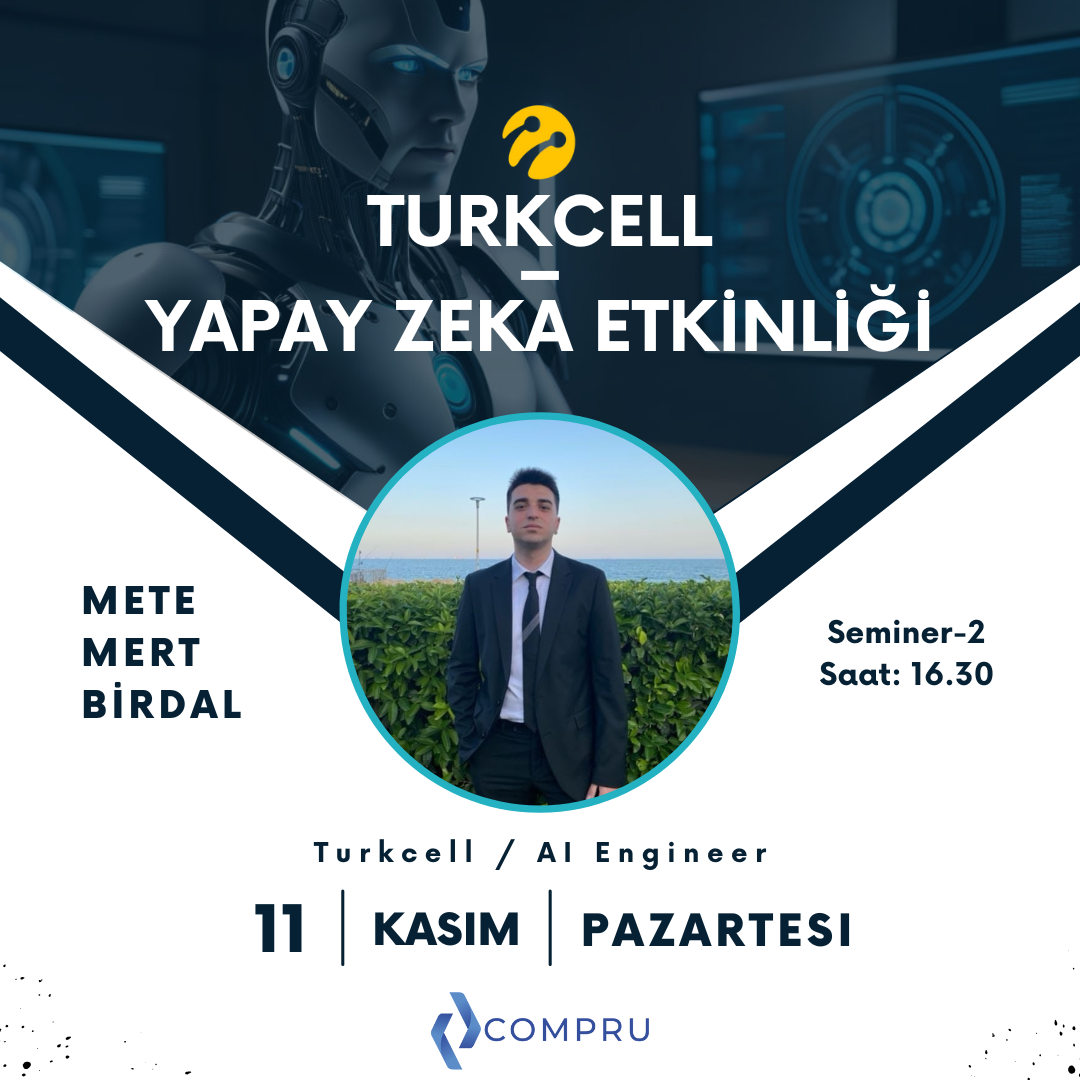 TURKCELL
–
YAPAY ZEKA ETKİNLİĞİ
METE
MERT
BİRDAL
Seminer-2
Saat: 16.30
Turkcell / AI Engineer
11 | KASIM | PAZARTESI
COMPRU